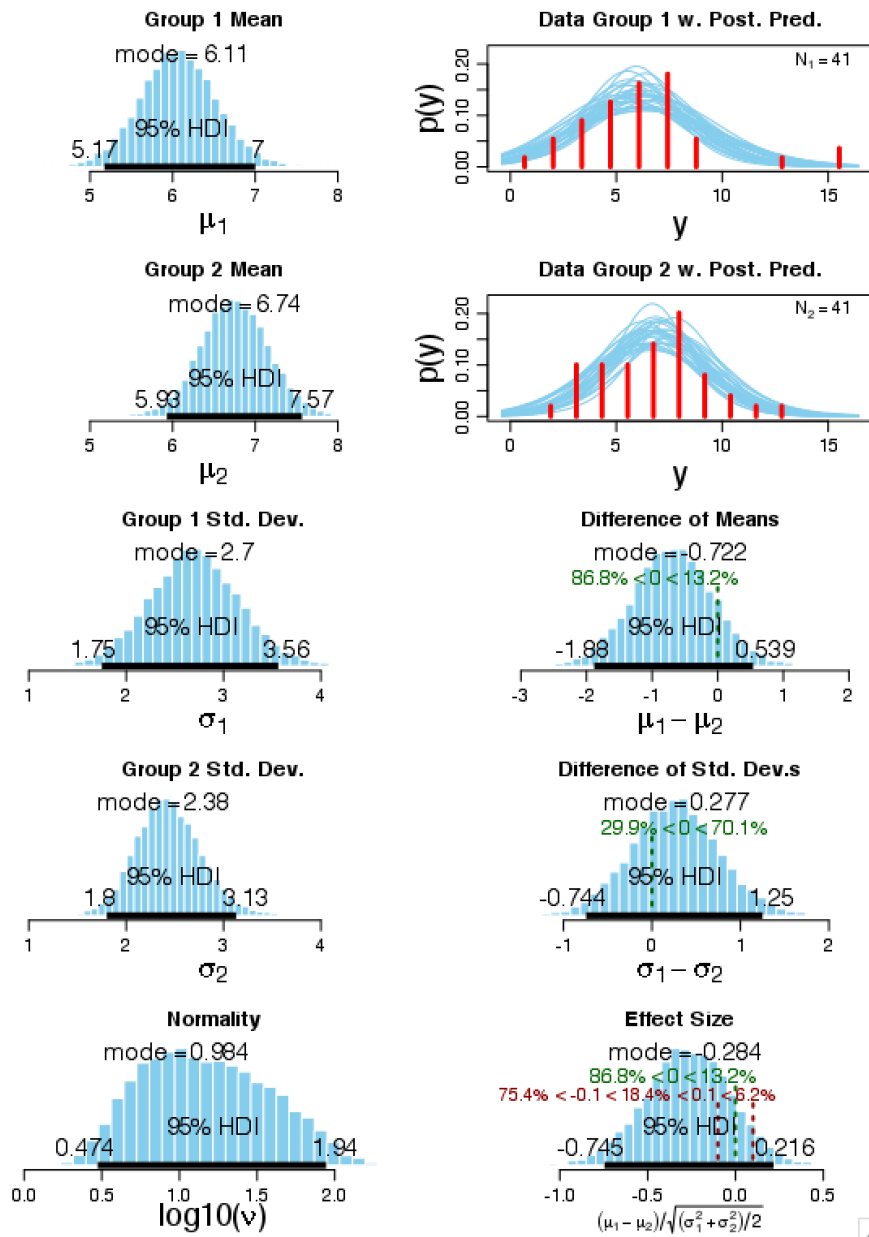 Group 1 Mean
mode = 6.11
95% HDI
5.17 7
5 6 7 8
μ1
Data Group 1 w. Post. Pred.
N1 = 41
p(y)
0.00 0.10 0.20
0 5 10 15
y
Group 2 Mean
mode = 6.74
95% HDI
5.93 7.57
5 6 7 8
μ2
Data Group 2 w. Post. Pred.
N2 = 41
p(y)
0.00 0.10 0.20
0 5 10 15
y
Group 1 Std. Dev.
mode = 2.7
95% HDI
1.75 3.56
1 2 3 4
σ1
Difference of Means
mode = -0.722
86.8% < 0 < 13.2%
95% HDI
-1.88 0.539
-3 -2 -1 0 1 2
μ1 − μ2
Group 2 Std. Dev.
mode = 2.38
95% HDI
1.8 3.13
1 2 3 4
σ2
Difference of Std. Dev.s
mode = 0.277
29.9% < 0 < 70.1%
95% HDI
-0.744 1.25
-1 0 1 2
σ1 − σ2
Normality
mode = 0.984
95% HDI
0.474 1.94
0.0 0.5 1.0 1.5 2.0
log10(ν)
Effect Size
mode = -0.284
86.8% < 0 < 13.2%
75.4% < -0.1 < 18.4% < 0.1 < 6.2%
95% HDI
-0.745 0.216
-1.0 -0.5 0.0 0.5
(μ1 − μ2)/√(σ1² + σ2²)/2